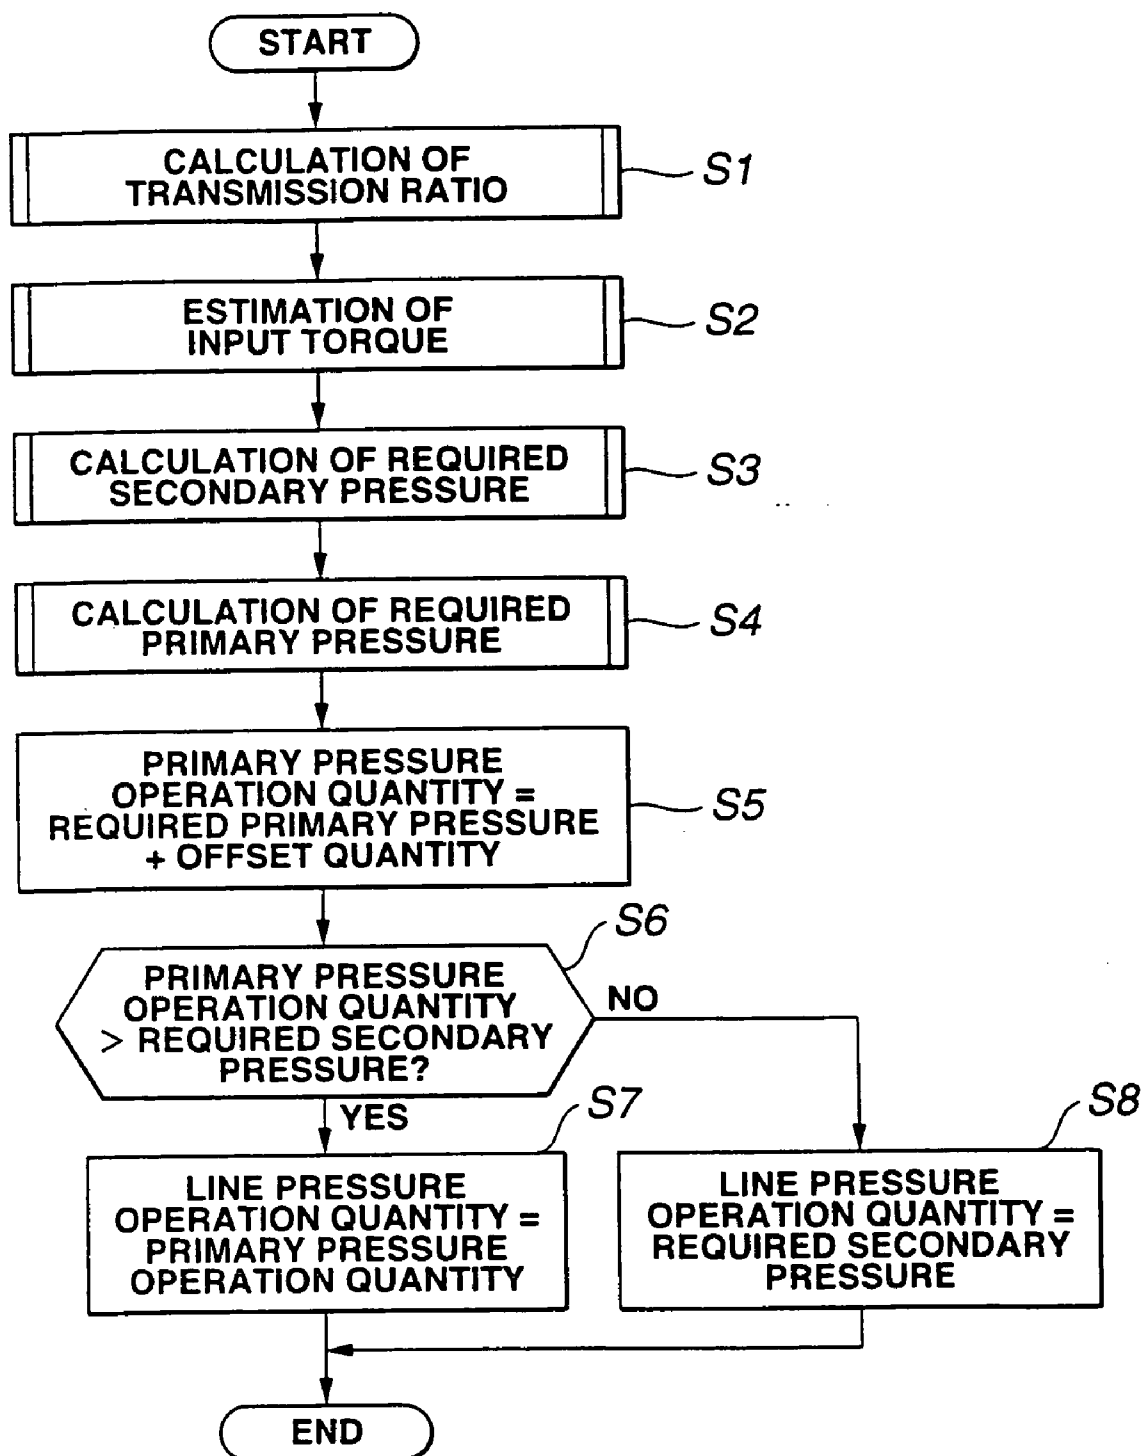 START
CALCULATION OF
TRANSMISSION RATIO
S1
ESTIMATION OF
INPUT TORQUE
S2
CALCULATION OF REQUIRED
SECONDARY PRESSURE
S3
CALCULATION OF REQUIRED
PRIMARY PRESSURE
S4
PRIMARY PRESSURE
OPERATION QUANTITY =
REQUIRED PRIMARY PRESSURE
+ OFFSET QUANTITY
S5
S6
PRIMARY PRESSURE
OPERATION QUANTITY
> REQUIRED SECONDARY
PRESSURE?
NO
YES
S7
LINE PRESSURE
OPERATION QUANTITY =
PRIMARY PRESSURE
OPERATION QUANTITY
S8
LINE PRESSURE
OPERATION QUANTITY =
REQUIRED SECONDARY
PRESSURE
END